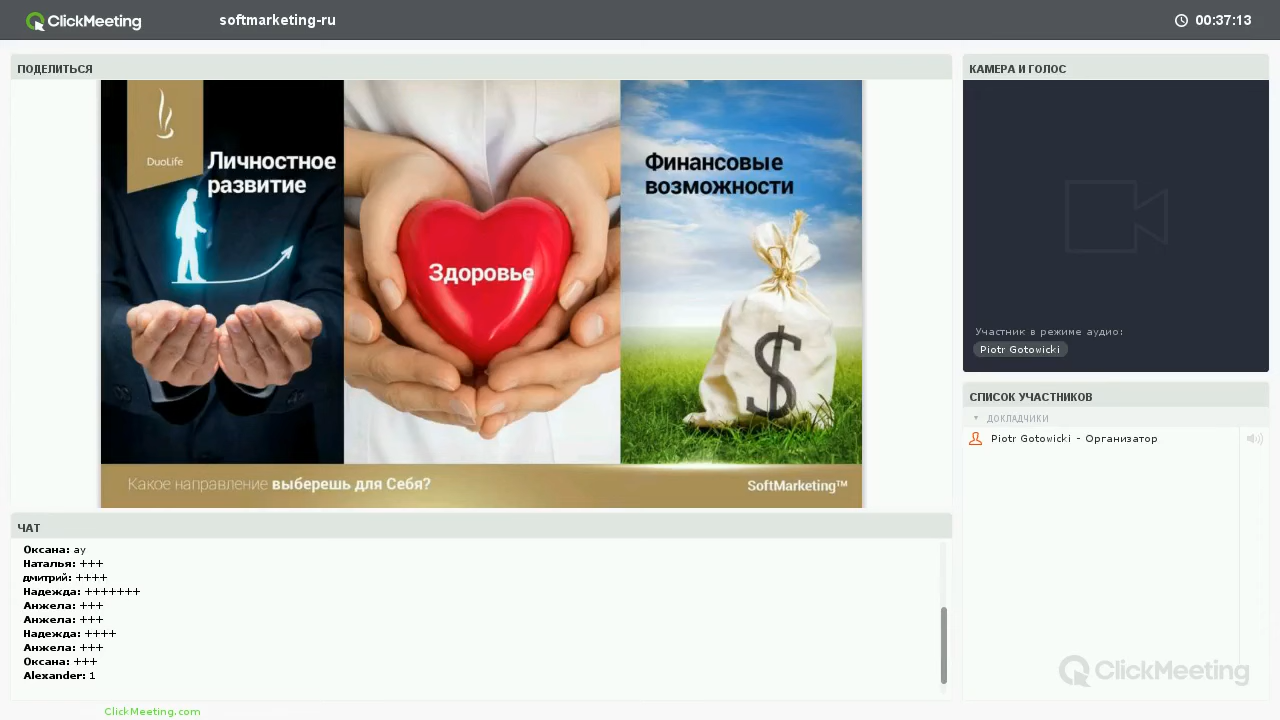 ClickMeeting
softmarketing-ru
00:37:13
ПОДЕЛИТЬСЯ
DuoLife
Личностное
развитие
Здоровье
Финансовые
возможности
$
Какое направление выберешь для Себя?
SoftMarketing™
КАМЕРА И ГОЛОС
Участник в режиме аудио:
Piotr Gotowicki
СПИСОК УЧАСТНИКОВ
ДОКЛАДЧИКИ
Piotr Gotowicki - Организатор
ЧАТ
Оксана: ау
Наталья: +++
дмитрий: ++++
Надежда: +++++++
Анжела: +++
Анжела: +++
Надежда: ++++
Анжела: +++
Оксана: +++
Alexander: 1
ClickMeeting
ClickMeeting.com